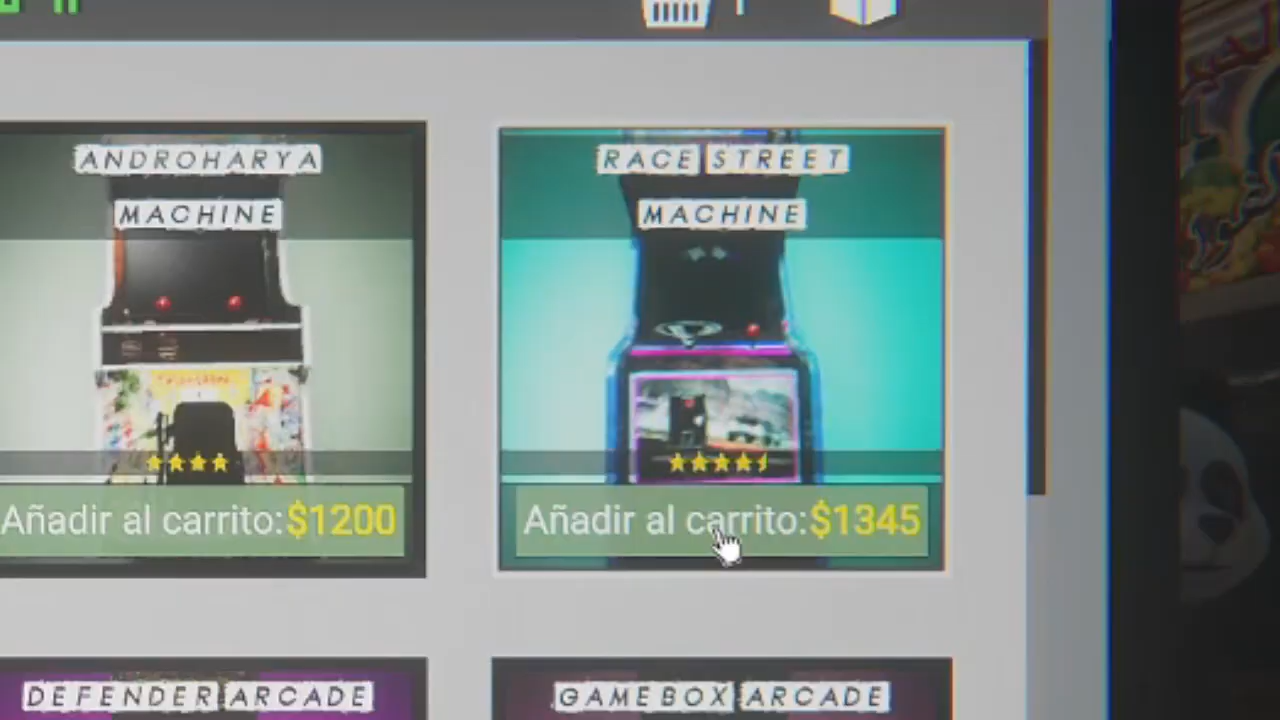 ANDROHARYA
MACHINE
Añadir al carrito:$1200
RACE STREET
MACHINE
Añadir al carrito:$1345
DEFENDER ARCADE
GAMEBOX ARCADE